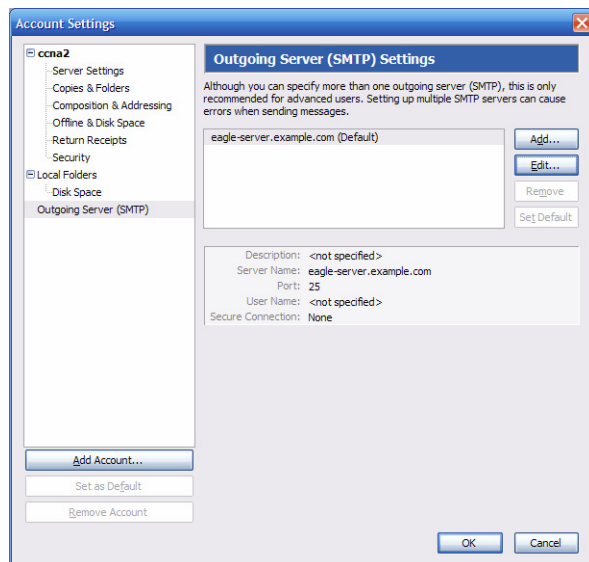 Account Settings
ccna2
Server Settings
Copies & Folders
Composition & Addressing
Offline & Disk Space
Return Receipts
Security
Local Folders
Disk Space
Outgoing Server (SMTP)
Add Account...
Set as Default
Remove Account
Outgoing Server (SMTP) Settings
Although you can specify more than one outgoing server (SMTP), this is only
recommended for advanced users. Setting up multiple SMTP servers can cause
errors when sending messages.
eagle-server.example.com (Default)
Add...
Edit...
Remove
Set Default
Description: <not specified>
Server Name: eagle-server.example.com
Port: 25
User Name: <not specified>
Secure Connection: None
OK
Cancel